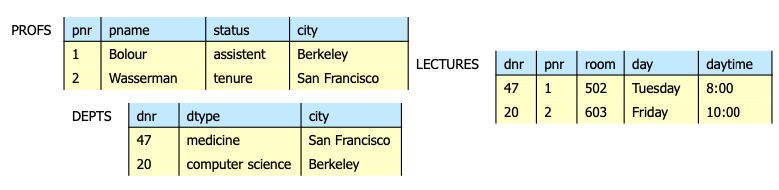 PROFS
pnr pname status city
1 Bolour assistent Berkeley
2 Wasserman tenure San Francisco
LECTURES
dnr pnr room day daytime
47 1 502 Tuesday 8:00
20 2 603 Friday 10:00
DEPTS
dnr dtype city
47 medicine San Francisco
20 computer science Berkeley